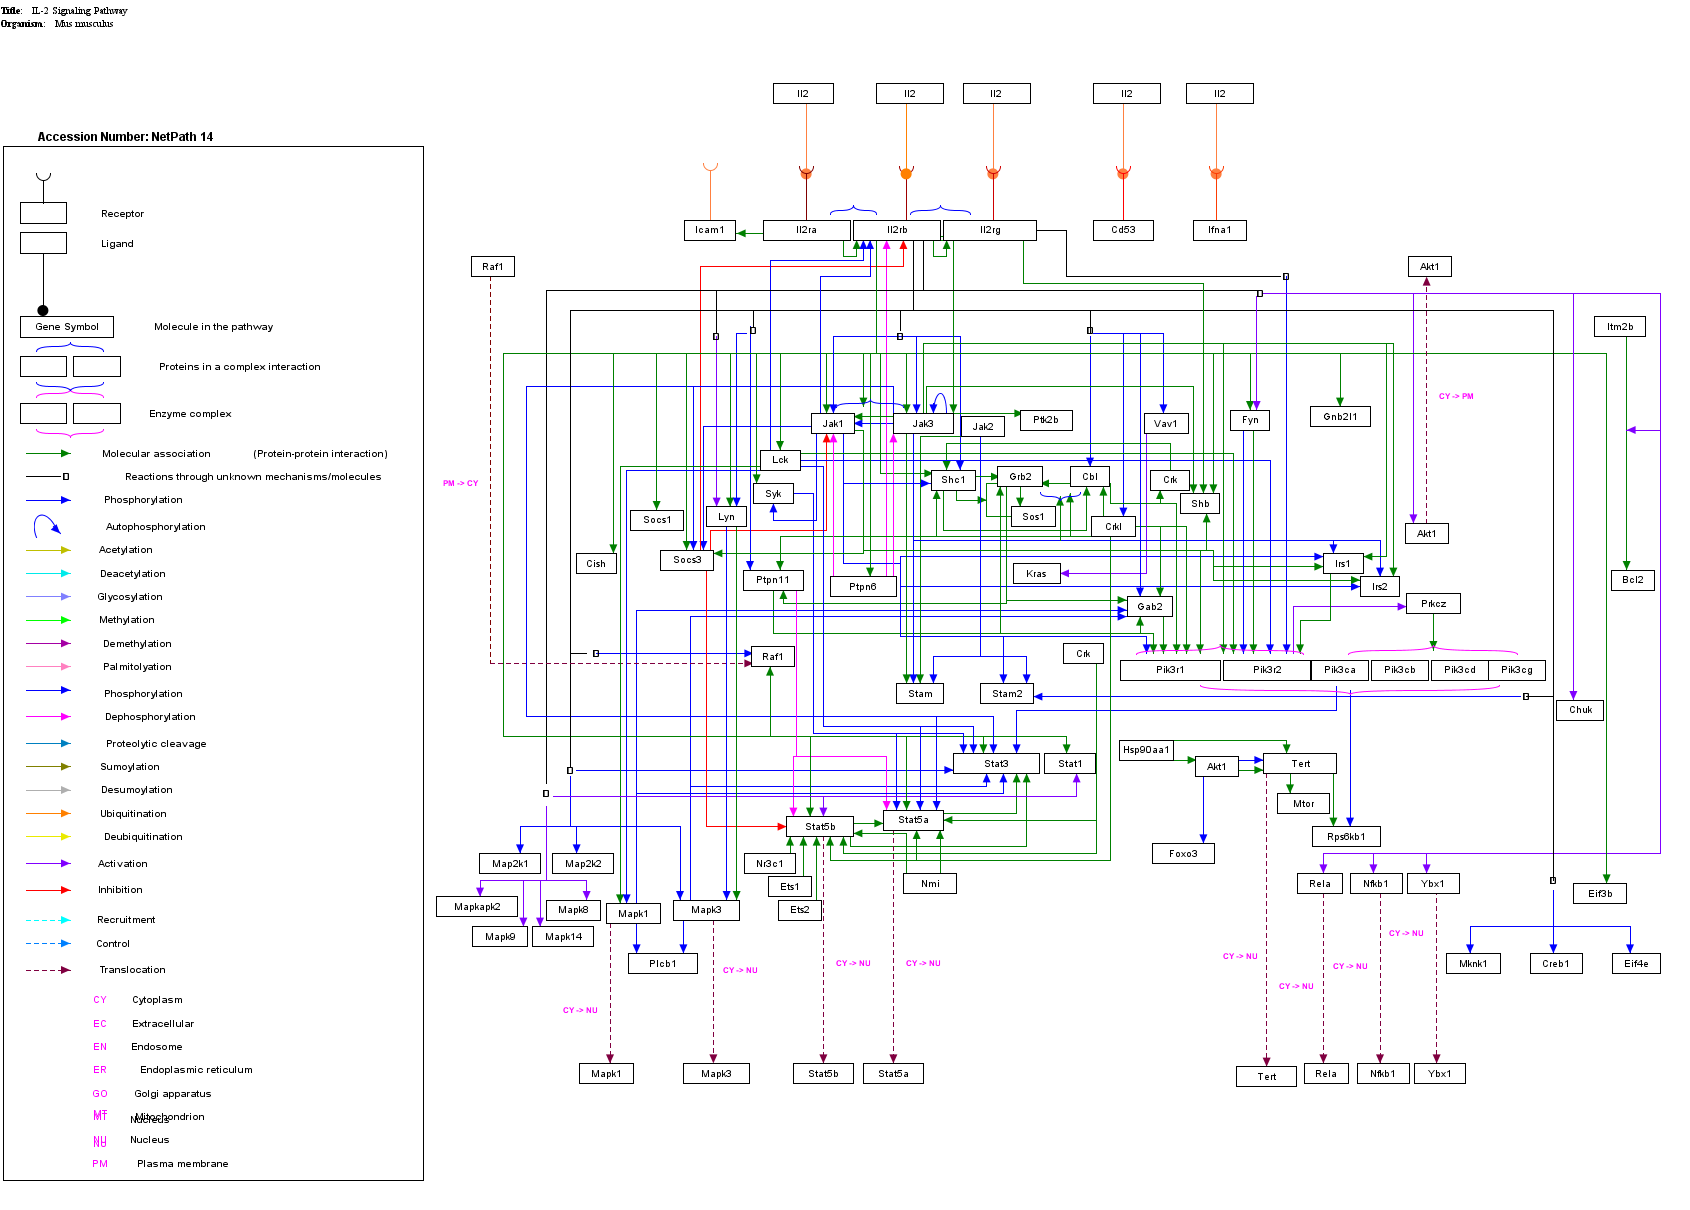 Title: IL-2 Signaling Pathway
Organism: Mus musculus
Il2 Il2 Il2 Il2 Il2
Accession Number: NetPath 14
Receptor
Ligand
Gene Symbol Molecule in the pathway
Proteins in a complex interaction
Enzyme complex
Molecular association (Protein-protein interaction)
Reactions through unknown mechanisms/molecules
Phosphorylation
Autophosphorylation
Acetylation
Deacetylation
Glycosylation
Methylation
Demethylation
Palmitolyation
Phosphorylation
Dephosphorylation
Proteolytic cleavage
Sumoylation
Desumoylation
Ubiquitination
Deubiquitination
Activation
Inhibition
Recruitment
Control
Translocation
CY Cytoplasm
EC Extracellular
EN Endosome
ER Endoplasmic reticulum
GO Golgi apparatus
MT Mitochondrion
Nucleus
NU Nucleus
PM Plasma membrane
Icam1 Il2ra Il2rb Il2rg Cd53 Ifna1
Raf1 Akt1
Itm2b
CY -> PM
Jak1 Jak3 Jak2 Ptk2b Vav1 Fyn Gnb2l1
Lck
PM -> CY
Syk Shc1 Grb2 Cbl Crk
Shb
Socs1 Lyn Sos1 Crkl
Akt1
Cish Socs3 Irs1
Ptpn11 Ptpn6 Kras Irs2 Bcl2
Gab2 Prkcz
Raf1 Crk
Pik3r1 Pik3r2 Pik3ca Pik3cb Pik3cd Pik3cg
Stam Stam2
Chuk
Hsp90aa1
Stat3 Stat1 Akt1 Tert
Mtor
Stat5b Stat5a Rps6kb1
Map2k1 Map2k2 Nr3c1 Foxo3
Ets1 Nmi Rela Nfkb1 Ybx1 Eif3b
Mapkapk2 Mapk8 Mapk1 Mapk3 Ets2
Mapk9 Mapk14
CY -> NU
CY -> NU
Plcb1 CY -> NU CY -> NU CY -> NU CY -> NU Mknk1 Creb1 Eif4e
CY -> NU
CY -> NU
Mapk1 Mapk3 Stat5b Stat5a Tert Rela Nfkb1 Ybx1